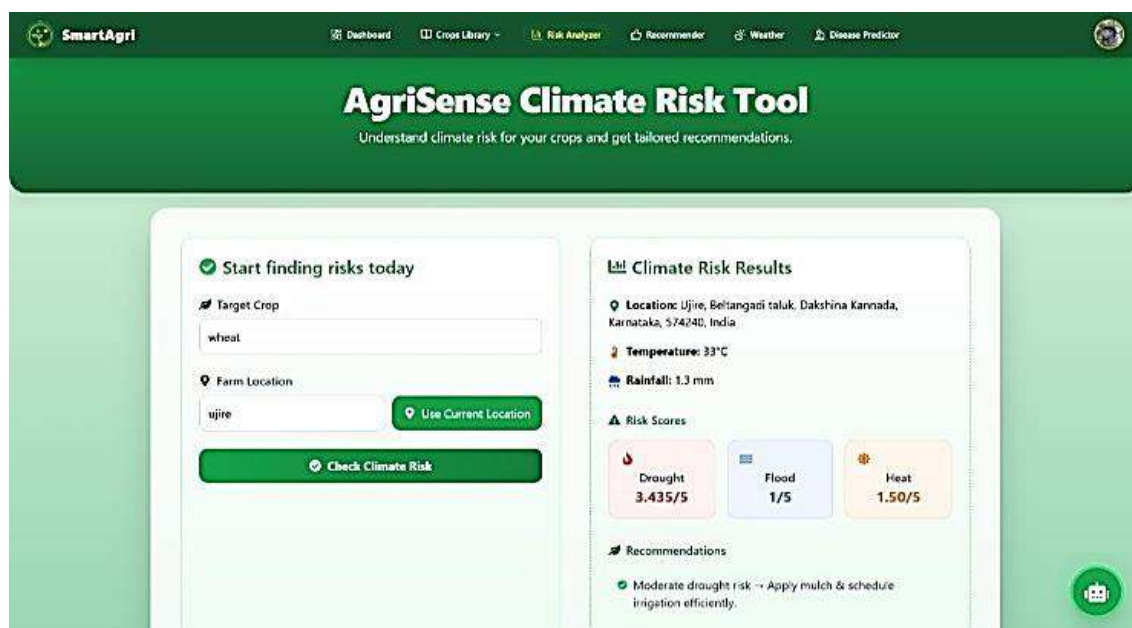 SmartAgri
Dashboard
Crops Library
Risk Analyzer
Recommender
Weather
Disease Predictor
AgriSense Climate Risk Tool
Understand climate risk for your crops and get tailored recommendations.
Start finding risks today
Target Crop
wheat
Farm Location
ujire
Use Current Location
Check Climate Risk
Climate Risk Results
Location: Ujire, Beltangadi taluk, Dakshina Kannada,
Karnataka, 574240, India
Temperature: 33°C
Rainfall: 1.3 mm
Risk Scores
Drought
3.435/5
Flood
1/5
Heat
1.50/5
Recommendations
Moderate drought risk → Apply mulch & schedule
irrigation efficiently.